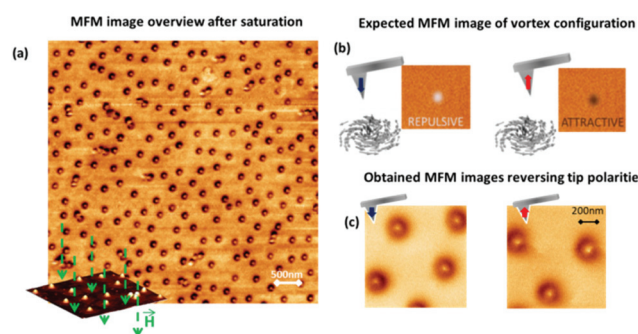 MFM image overview after saturation
Expected MFM image of vortex configuration
(a)
(b)
REPULSIVE
ATTRACTIVE
Obtained MFM images reversing tip polarities
(c)
200nm
500nm
H